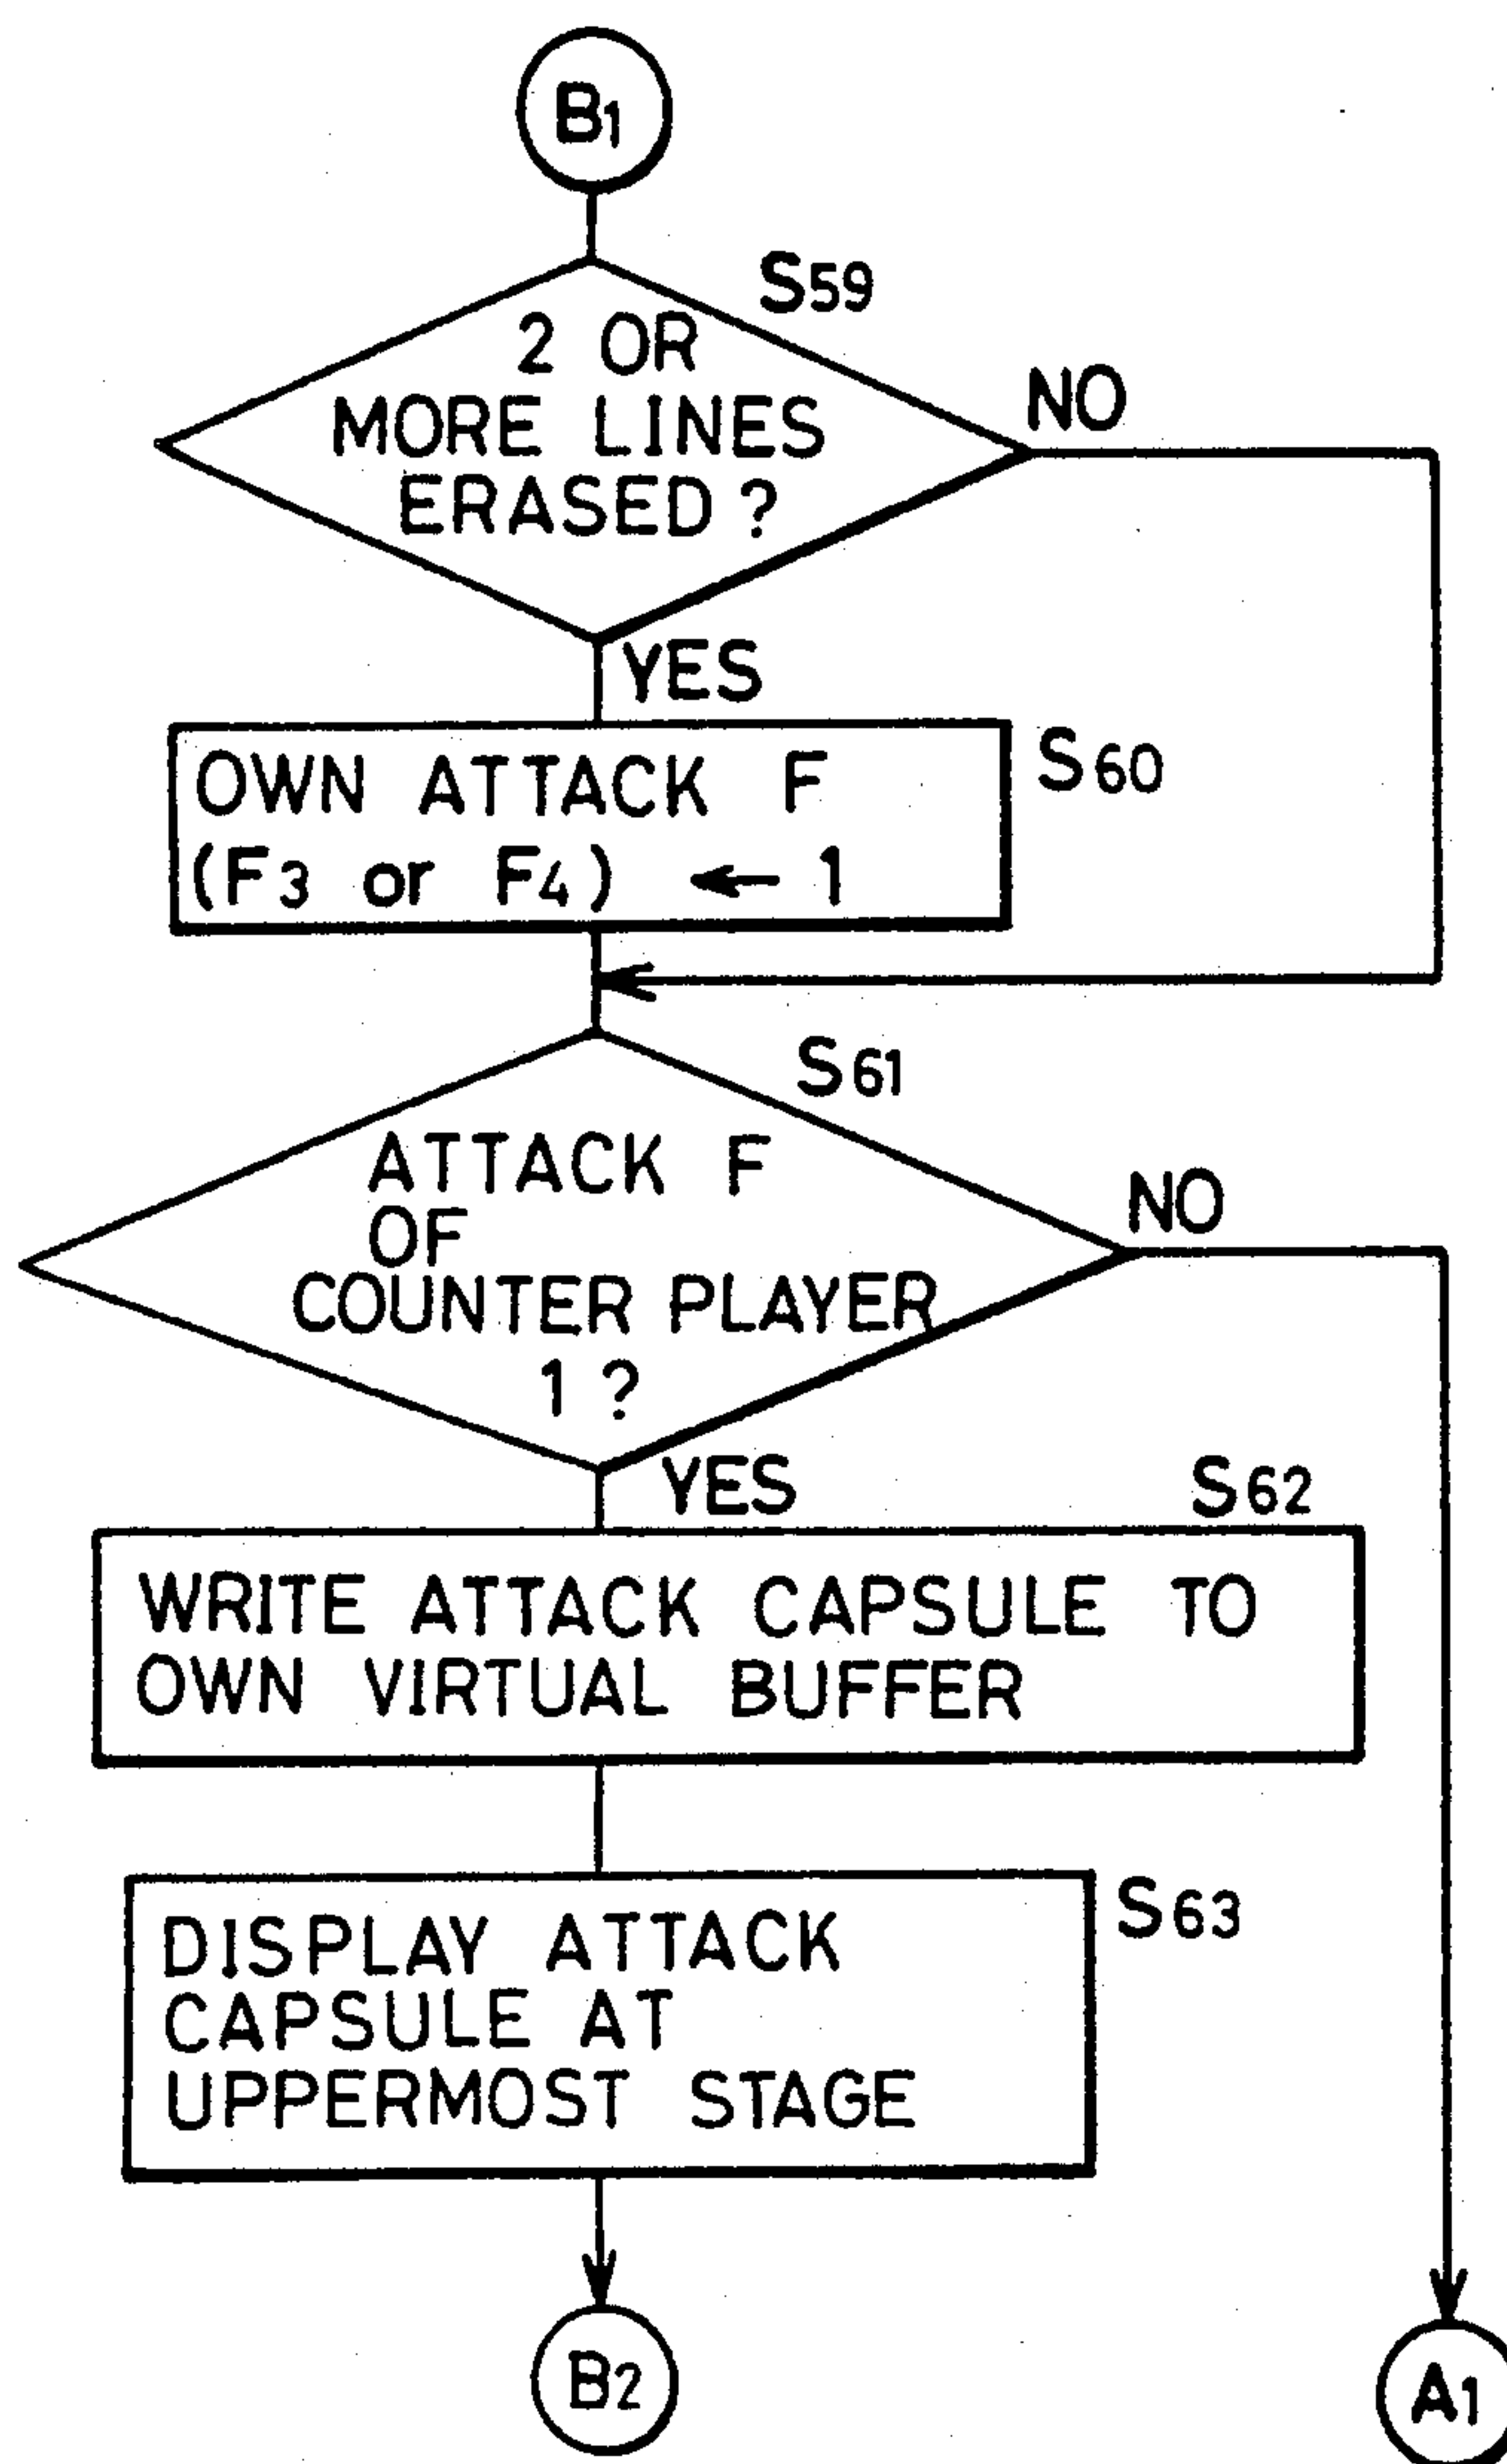 B1
S59
2 OR
MORE LINES
ERASED ?
NO
YES
OWN ATTACK F
(F3 or F4) ← 1
S60
S61
ATTACK F
OF
COUNTER PLAYER
1 ?
NO
YES
S62
WRITE ATTACK CAPSULE TO
OWN VIRTUAL BUFFER
S63
DISPLAY ATTACK
CAPSULE AT
UPPERMOST STAGE
B2
A1